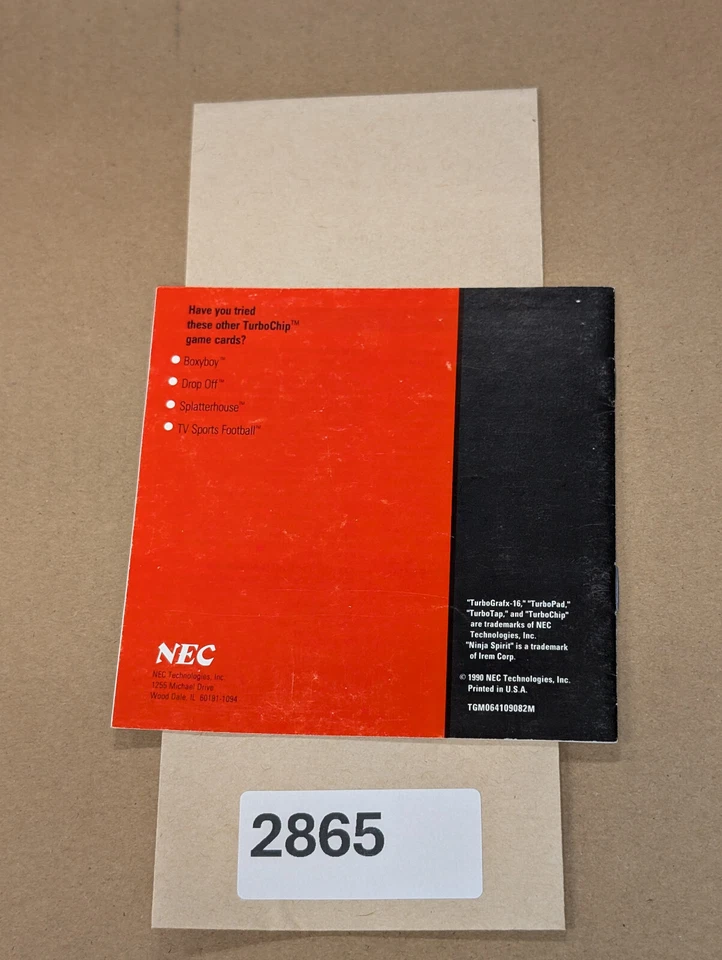 Have you tried
these other TurboChip™
game cards?
Boxyboy™
Drop Off™
Splatterhouse™
TV Sports Football™
NEC
NEC Technologies, Inc.
1255 Michael Drive
Wood Dale, IL 60191-1094
"TurboGrafx-16," "TurboPad,"
"TurboTap," and "TurboChip"
are trademarks of NEC
Technologies, Inc.
"Ninja Spirit" is a trademark
of Irem Corp.
© 1990 NEC Technologies, Inc.
Printed in U.S.A.
TGM064109082M
2865